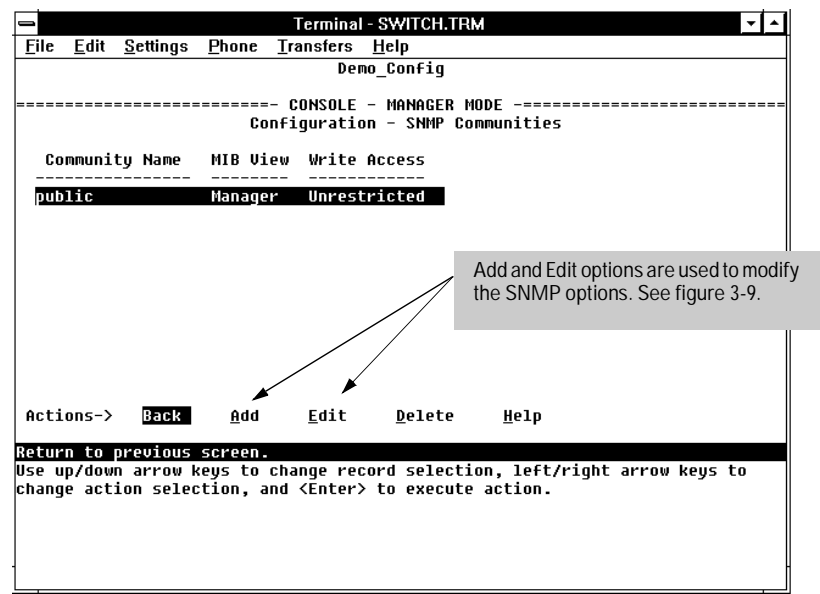 Terminal - SWITCH.TRM
File Edit Settings Phone Transfers Help
Demo_Config
==========================- CONSOLE - MANAGER MODE -===========================
Configuration - SNMP Communities
Community Name MIB View Write Access
---------------- -------- ------------
public Manager Unrestricted
Add and Edit options are used to modify
the SNMP options. See figure 3-9.
Actions-> Back Add Edit Delete Help
Return to previous screen.
Use up/down arrow keys to change record selection, left/right arrow keys to
change action selection, and <Enter> to execute action.